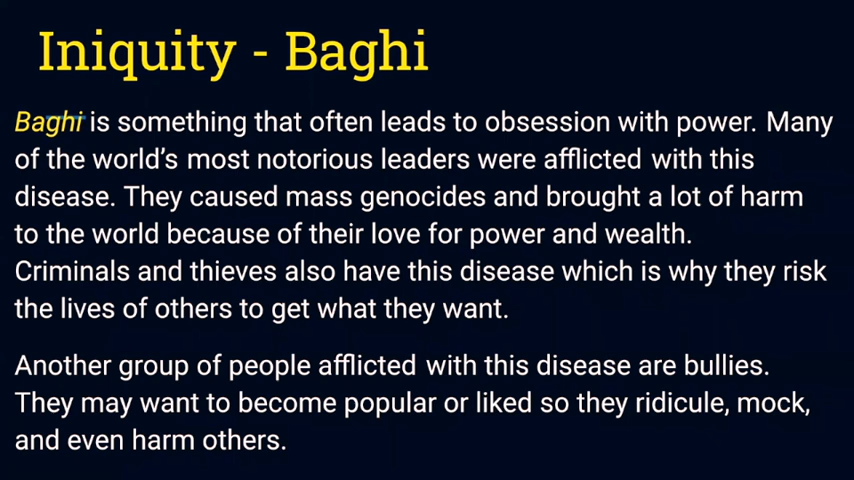 Iniquity - Baghi
Baghi is something that often leads to obsession with power. Many
of the world's most notorious leaders were afflicted with this
disease. They caused mass genocides and brought a lot of harm
to the world because of their love for power and wealth.
Criminals and thieves also have this disease which is why they risk
the lives of others to get what they want.
Another group of people afflicted with this disease are bullies.
They may want to become popular or liked so they ridicule, mock,
and even harm others.